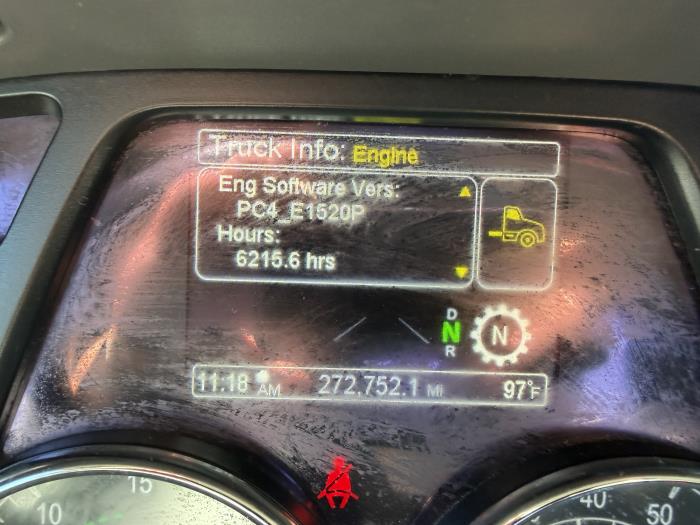 Truck Info: Engine
Eng Software Vers:
PC4_E1520P
Hours:
6215.6 hrs
D
N
R
N
11:18 AM 272,752.1 MI 97°F
10 15
40 50